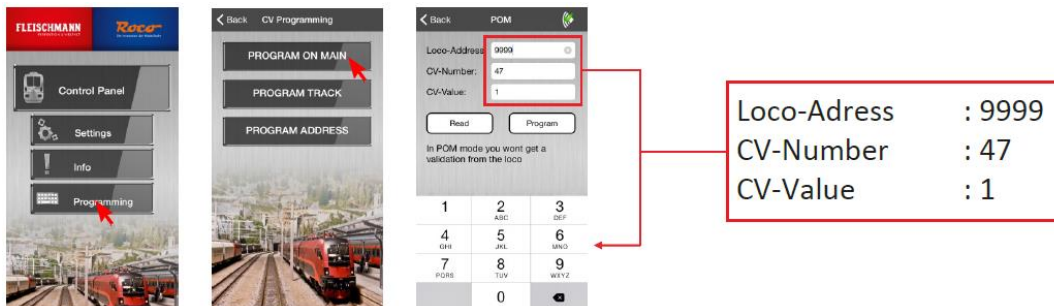 FLEISCHMANN
Roco
Control Panel
Settings
Info
Programming
Back CV Programming
PROGRAM ON MAIN
PROGRAM TRACK
PROGRAM ADDRESS
Back POM
Loco-Address: 9999
CV-Number: 47
CV-Value: 1
Read Program
In POM mode you wont get a
validation from the loco
1 2 3
ABC DEF
4 5 6
GHI JKL MNO
7 8 9
PQRS TUV WXYZ
0
Loco-Adress : 9999
CV-Number : 47
CV-Value : 1